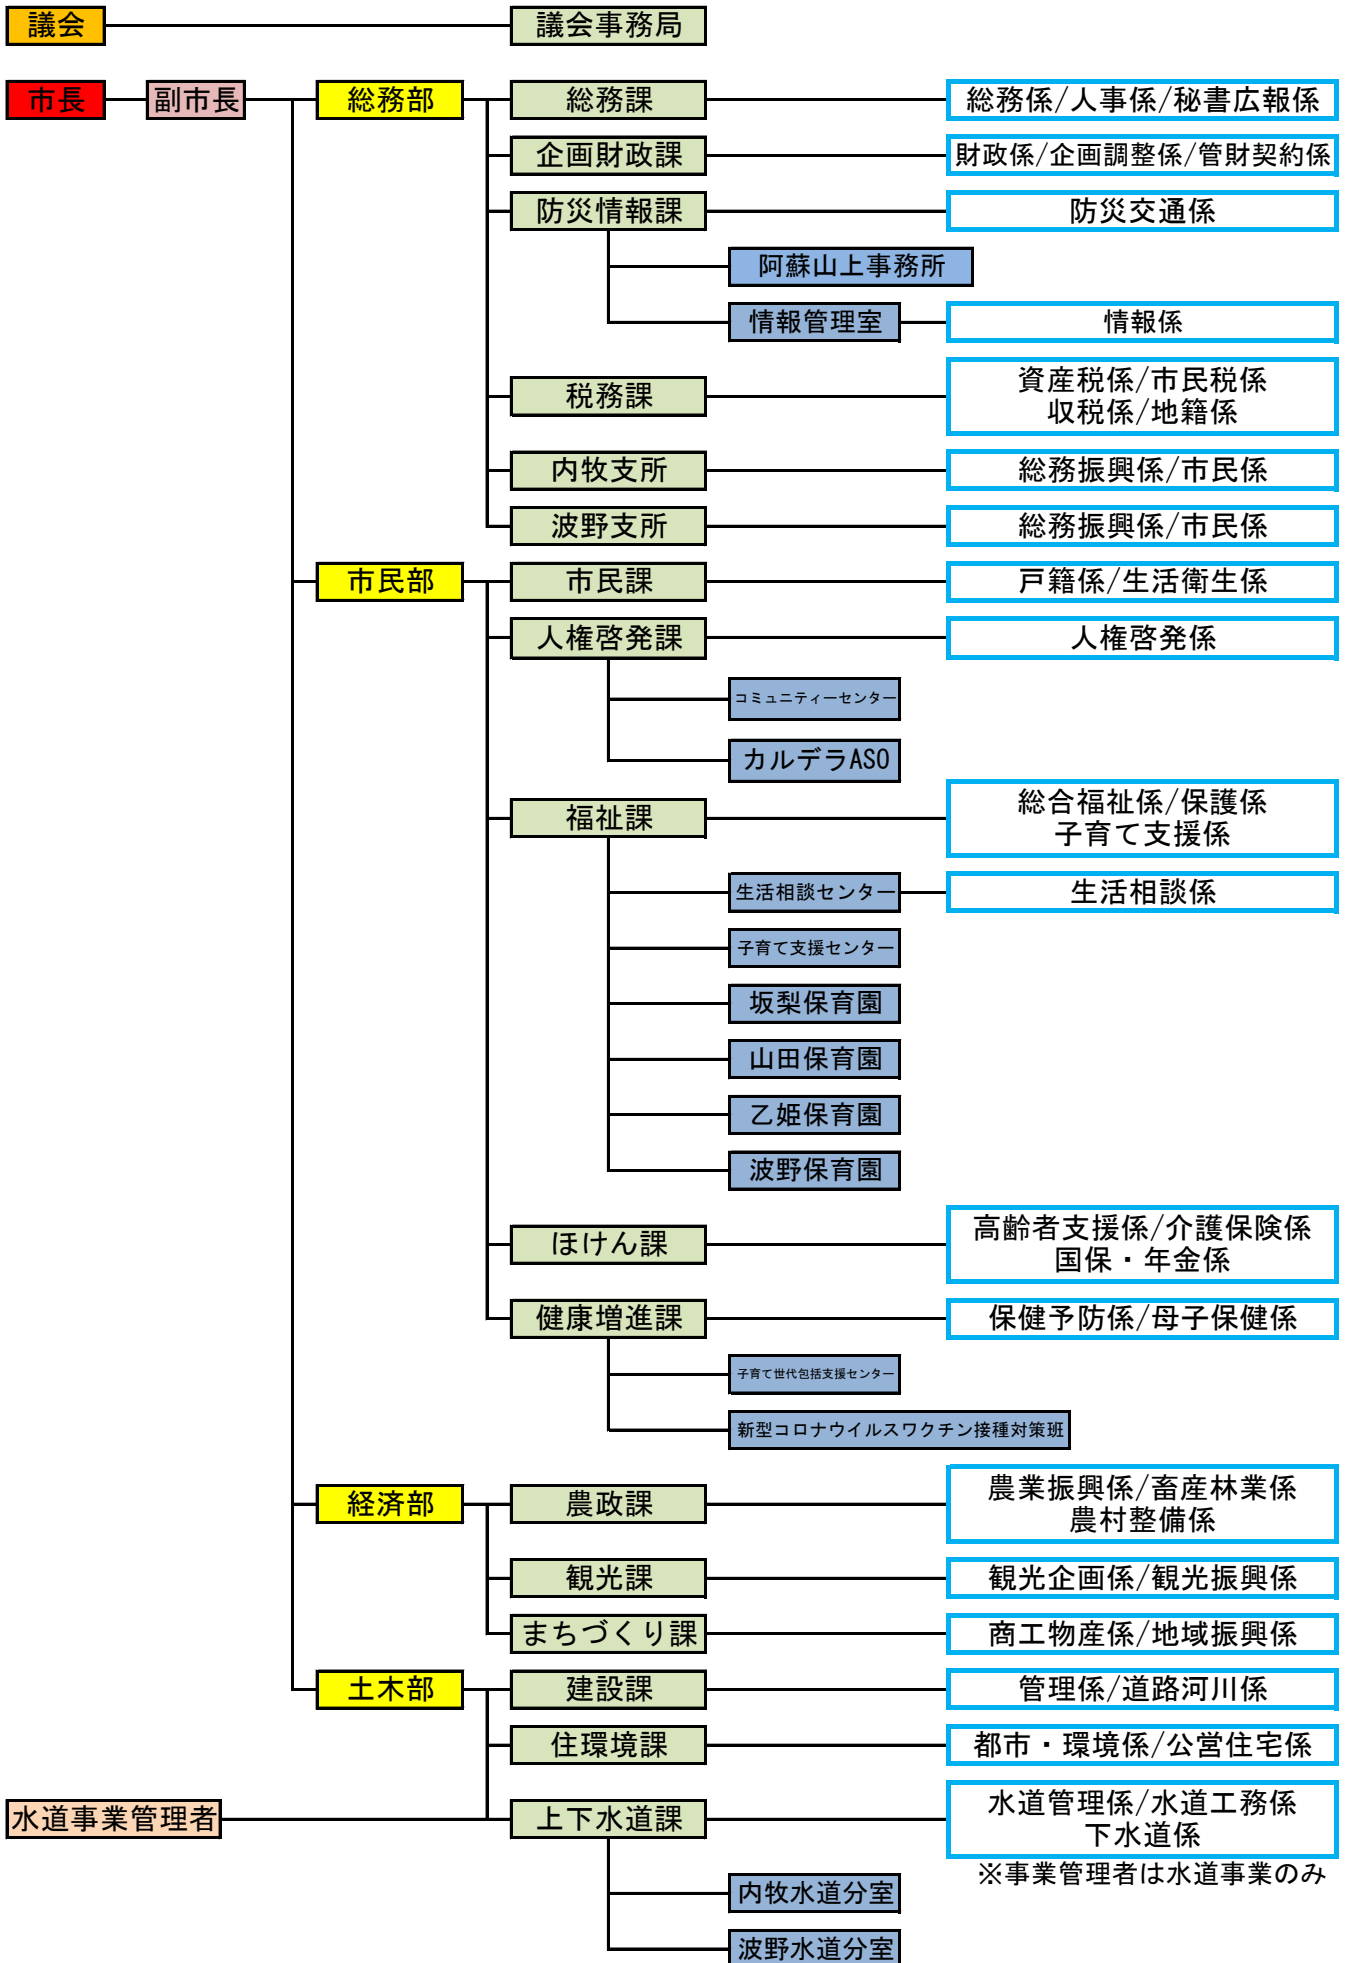 議会
議会事務局
市長
副市長
総務部
総務課
総務係/人事係/秘書広報係
企画財政課
財政係/企画調整係/管財契約係
防災情報課
防災交通係
阿蘇山上事務所
情報管理室
情報係
税務課
資産税係/市民税係
収税係/地籍係
内牧支所
総務振興係/市民係
波野支所
総務振興係/市民係
市民部
市民課
戸籍係/生活衛生係
人権啓発課
人権啓発係
コミュニティーセンター
カルデラASO
福祉課
総合福祉係/保護係
子育て支援係
生活相談センター
生活相談係
子育て支援センター
坂梨保育園
山田保育園
乙姫保育園
波野保育園
ほけん課
高齢者支援係/介護保険係
国保・年金係
健康増進課
保健予防係/母子保健係
子育て世代包括支援センター
新型コロナウイルスワクチン接種対策班
経済部
農政課
農業振興係/畜産林業係
農村整備係
観光課
観光企画係/観光振興係
まちづくり課
商工物産係/地域振興係
土木部
建設課
管理係/道路河川係
住環境課
都市・環境係/公営住宅係
水道事業管理者
上下水道課
水道管理係/水道工務係
下水道係
※事業管理者は水道事業のみ
内牧水道分室
波野水道分室